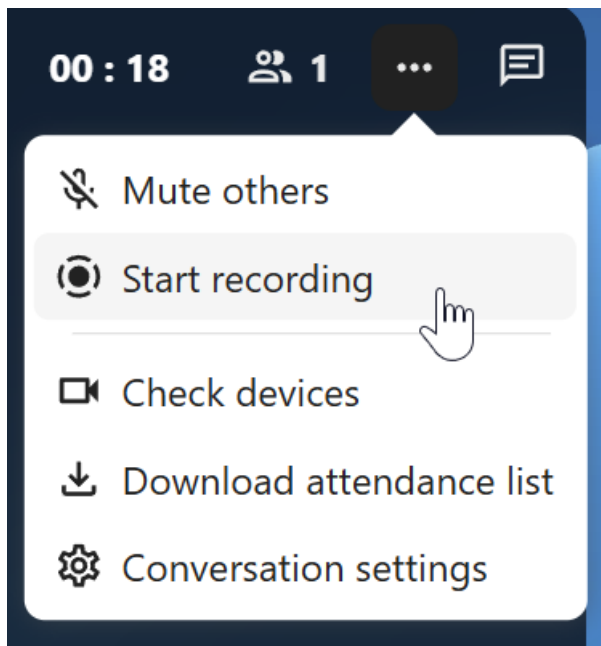 00 : 18 1
Mute others
Start recording
Check devices
Download attendance list
Conversation settings